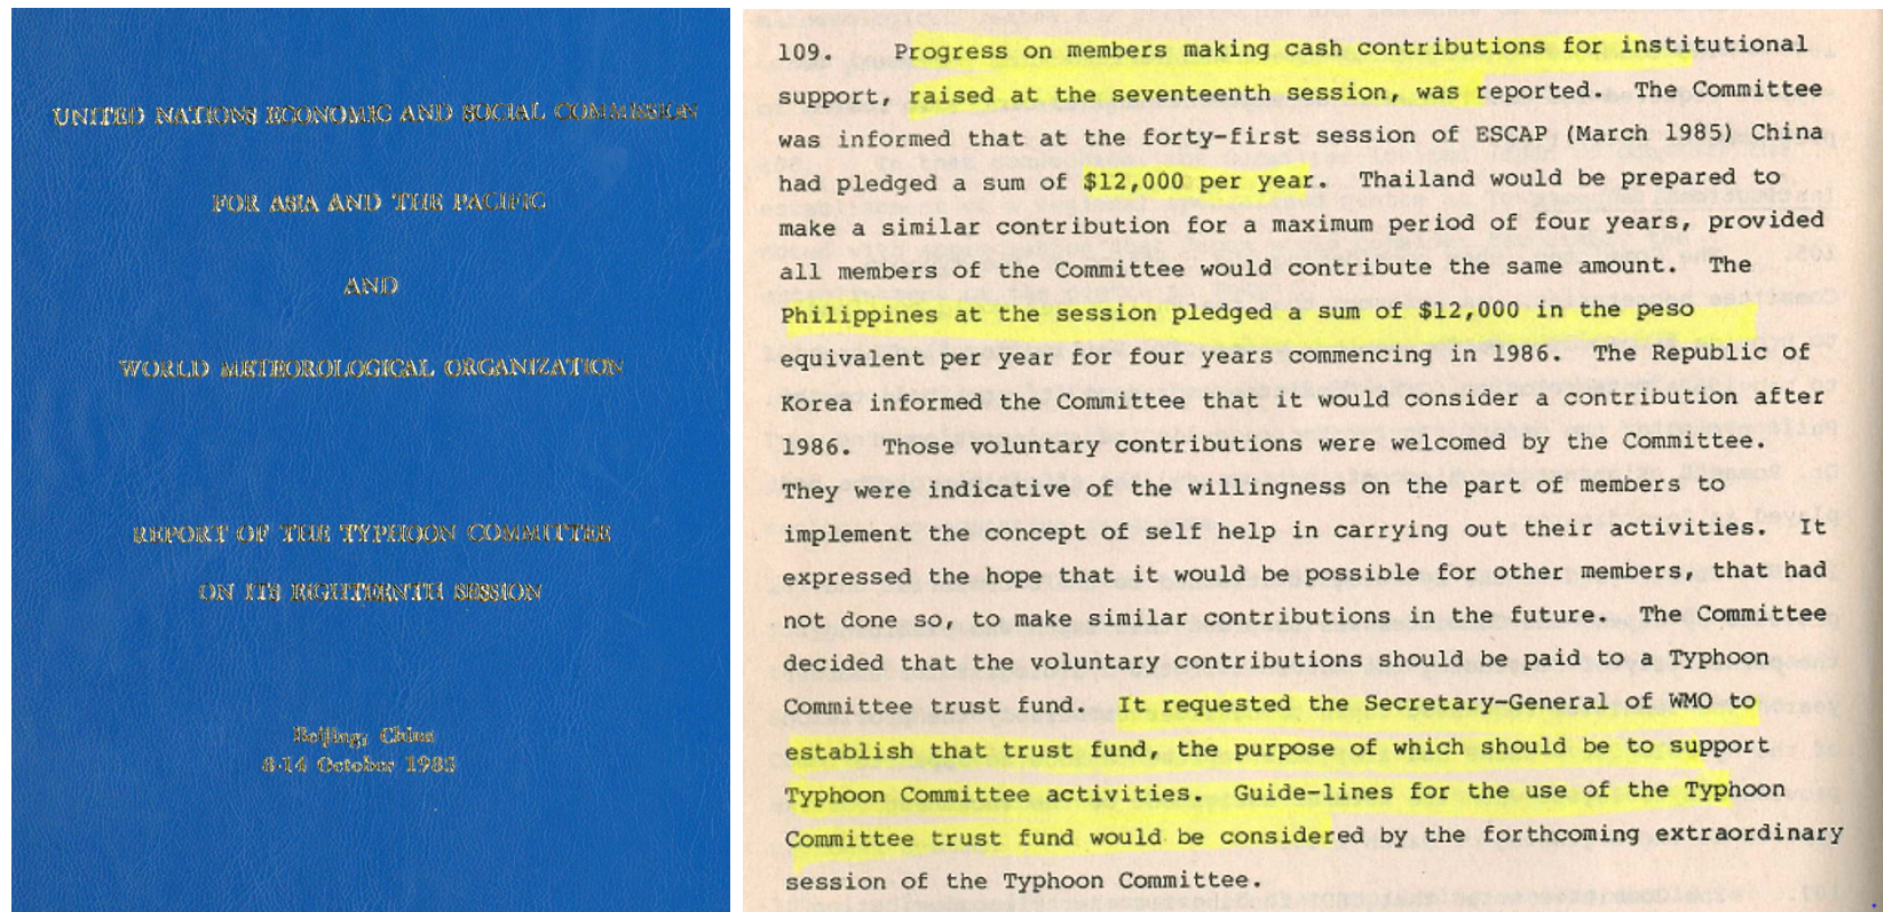 UNITED NATIONS ECONOMIC AND SOCIAL COMMISSION
FOR ASIA AND THE PACIFIC
AND
WORLD METEOROLOGICAL ORGANIZATION
REPORT OF THE TYPHOON COMMITTEE
ON ITS EIGHTEENTH SESSION
Beijing, China
8-14 October 1985
109. Progress on members making cash contributions for institutional
support, raised at the seventeenth session, was reported. The Committee
was informed that at the forty-first session of ESCAP (March 1985) China
had pledged a sum of $12,000 per year. Thailand would be prepared to
make a similar contribution for a maximum period of four years, provided
all members of the Committee would contribute the same amount. The
Philippines at the session pledged a sum of $12,000 in the peso
equivalent per year for four years commencing in 1986. The Republic of
Korea informed the Committee that it would consider a contribution after
1986. Those voluntary contributions were welcomed by the Committee.
They were indicative of the willingness on the part of members to
implement the concept of self help in carrying out their activities. It
expressed the hope that it would be possible for other members, that had
not done so, to make similar contributions in the future. The Committee
decided that the voluntary contributions should be paid to a Typhoon
Committee trust fund. It requested the Secretary-General of WMO to
establish that trust fund, the purpose of which should be to support
Typhoon Committee activities. Guide-lines for the use of the Typhoon
Committee trust fund would be considered by the forthcoming extraordinary
session of the Typhoon Committee.